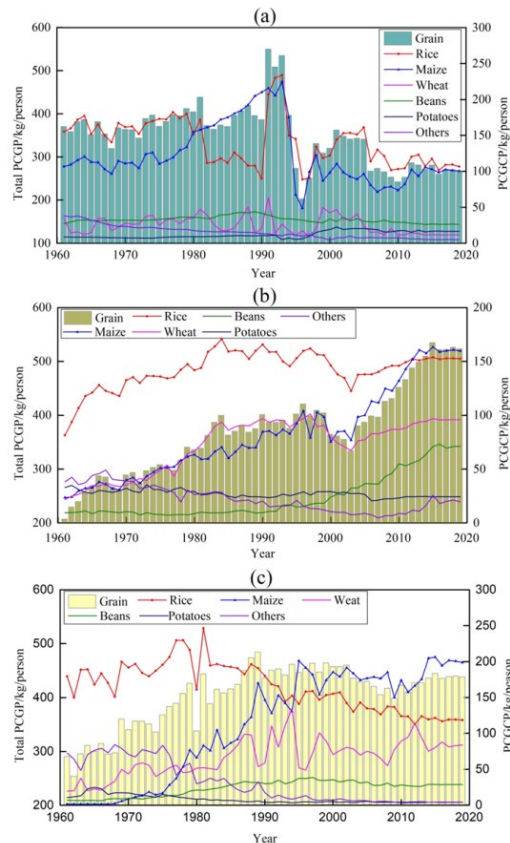 (a)
600
500
400
300
200
100
Total PCGP/kg/person
300
250
200
150
100
50
0
PCGCP/kg/person
Grain
Rice
Maize
Wheat
Beans
Potatoes
Others
1960 1970 1980 1990 2000 2010 2020
Year
(b)
600
500
400
300
200
Total PCGP/kg/person
200
150
100
50
0
PCGCP/kg/person
Grain Rice Beans Others
Maize Wheat Potatoes
1960 1970 1980 1990 2000 2010 2020
Year
(c)
600
500
400
300
200
Total PCGP/kg/person
300
250
200
150
100
50
0
PCGCP/kg/person
Grain Rice Maize Weat
Beans Potatoes Others
1960 1970 1980 1990 2000 2010 2020
Year